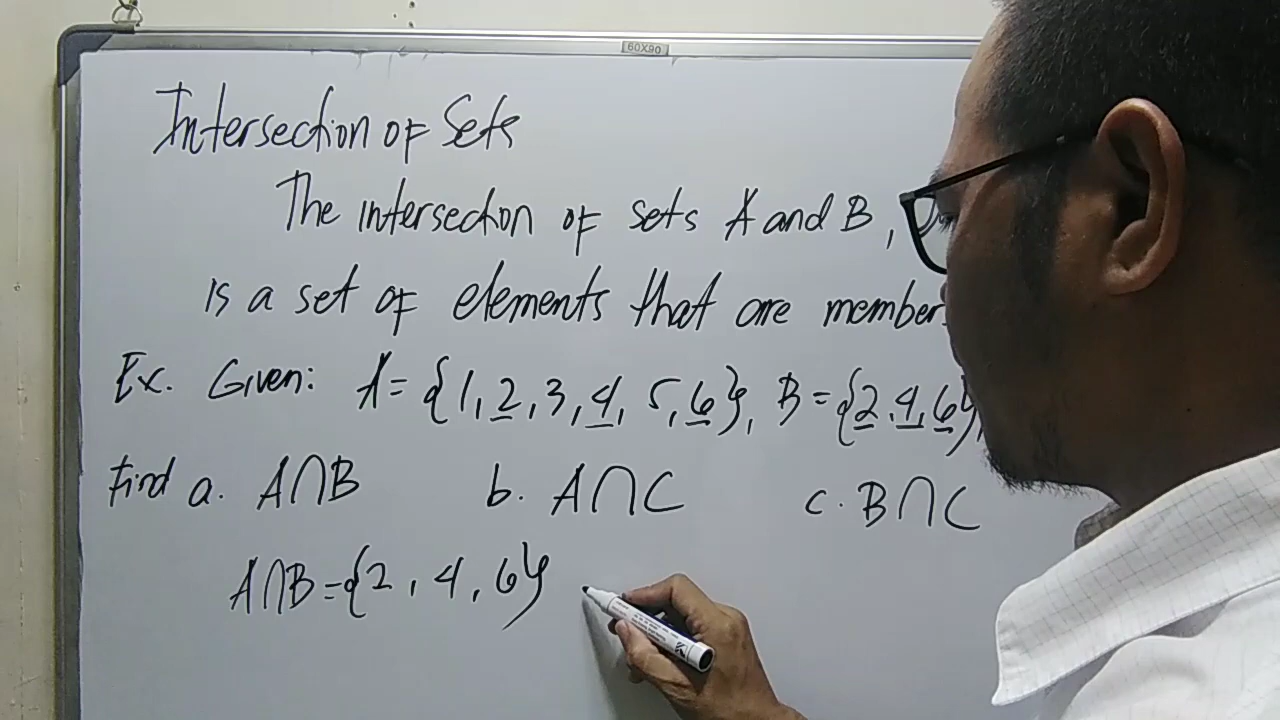 60X90
Intersection of Sets
The intersection of sets A and B,
is a set of elements that are member
Ex. Given: A = {1, 2, 3, 4, 5, 6}, B = {2, 4, 6},
Find a. A∩B b. A∩C c. B∩C
A∩B = {2, 4, 6}